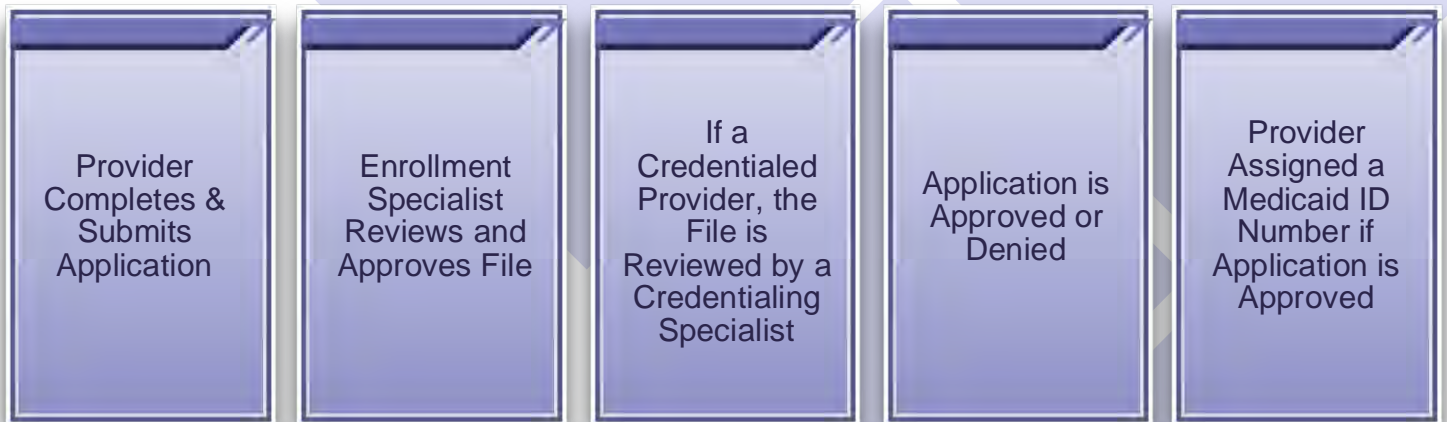 Provider
Completes &
Submits
Application
Enrollment
Specialist
Reviews and
Approves File
If a
Credentialed
Provider, the
File is
Reviewed by a
Credentialing
Specialist
Application is
Approved or
Denied
Provider
Assigned a
Medicaid ID
Number if
Application is
Approved